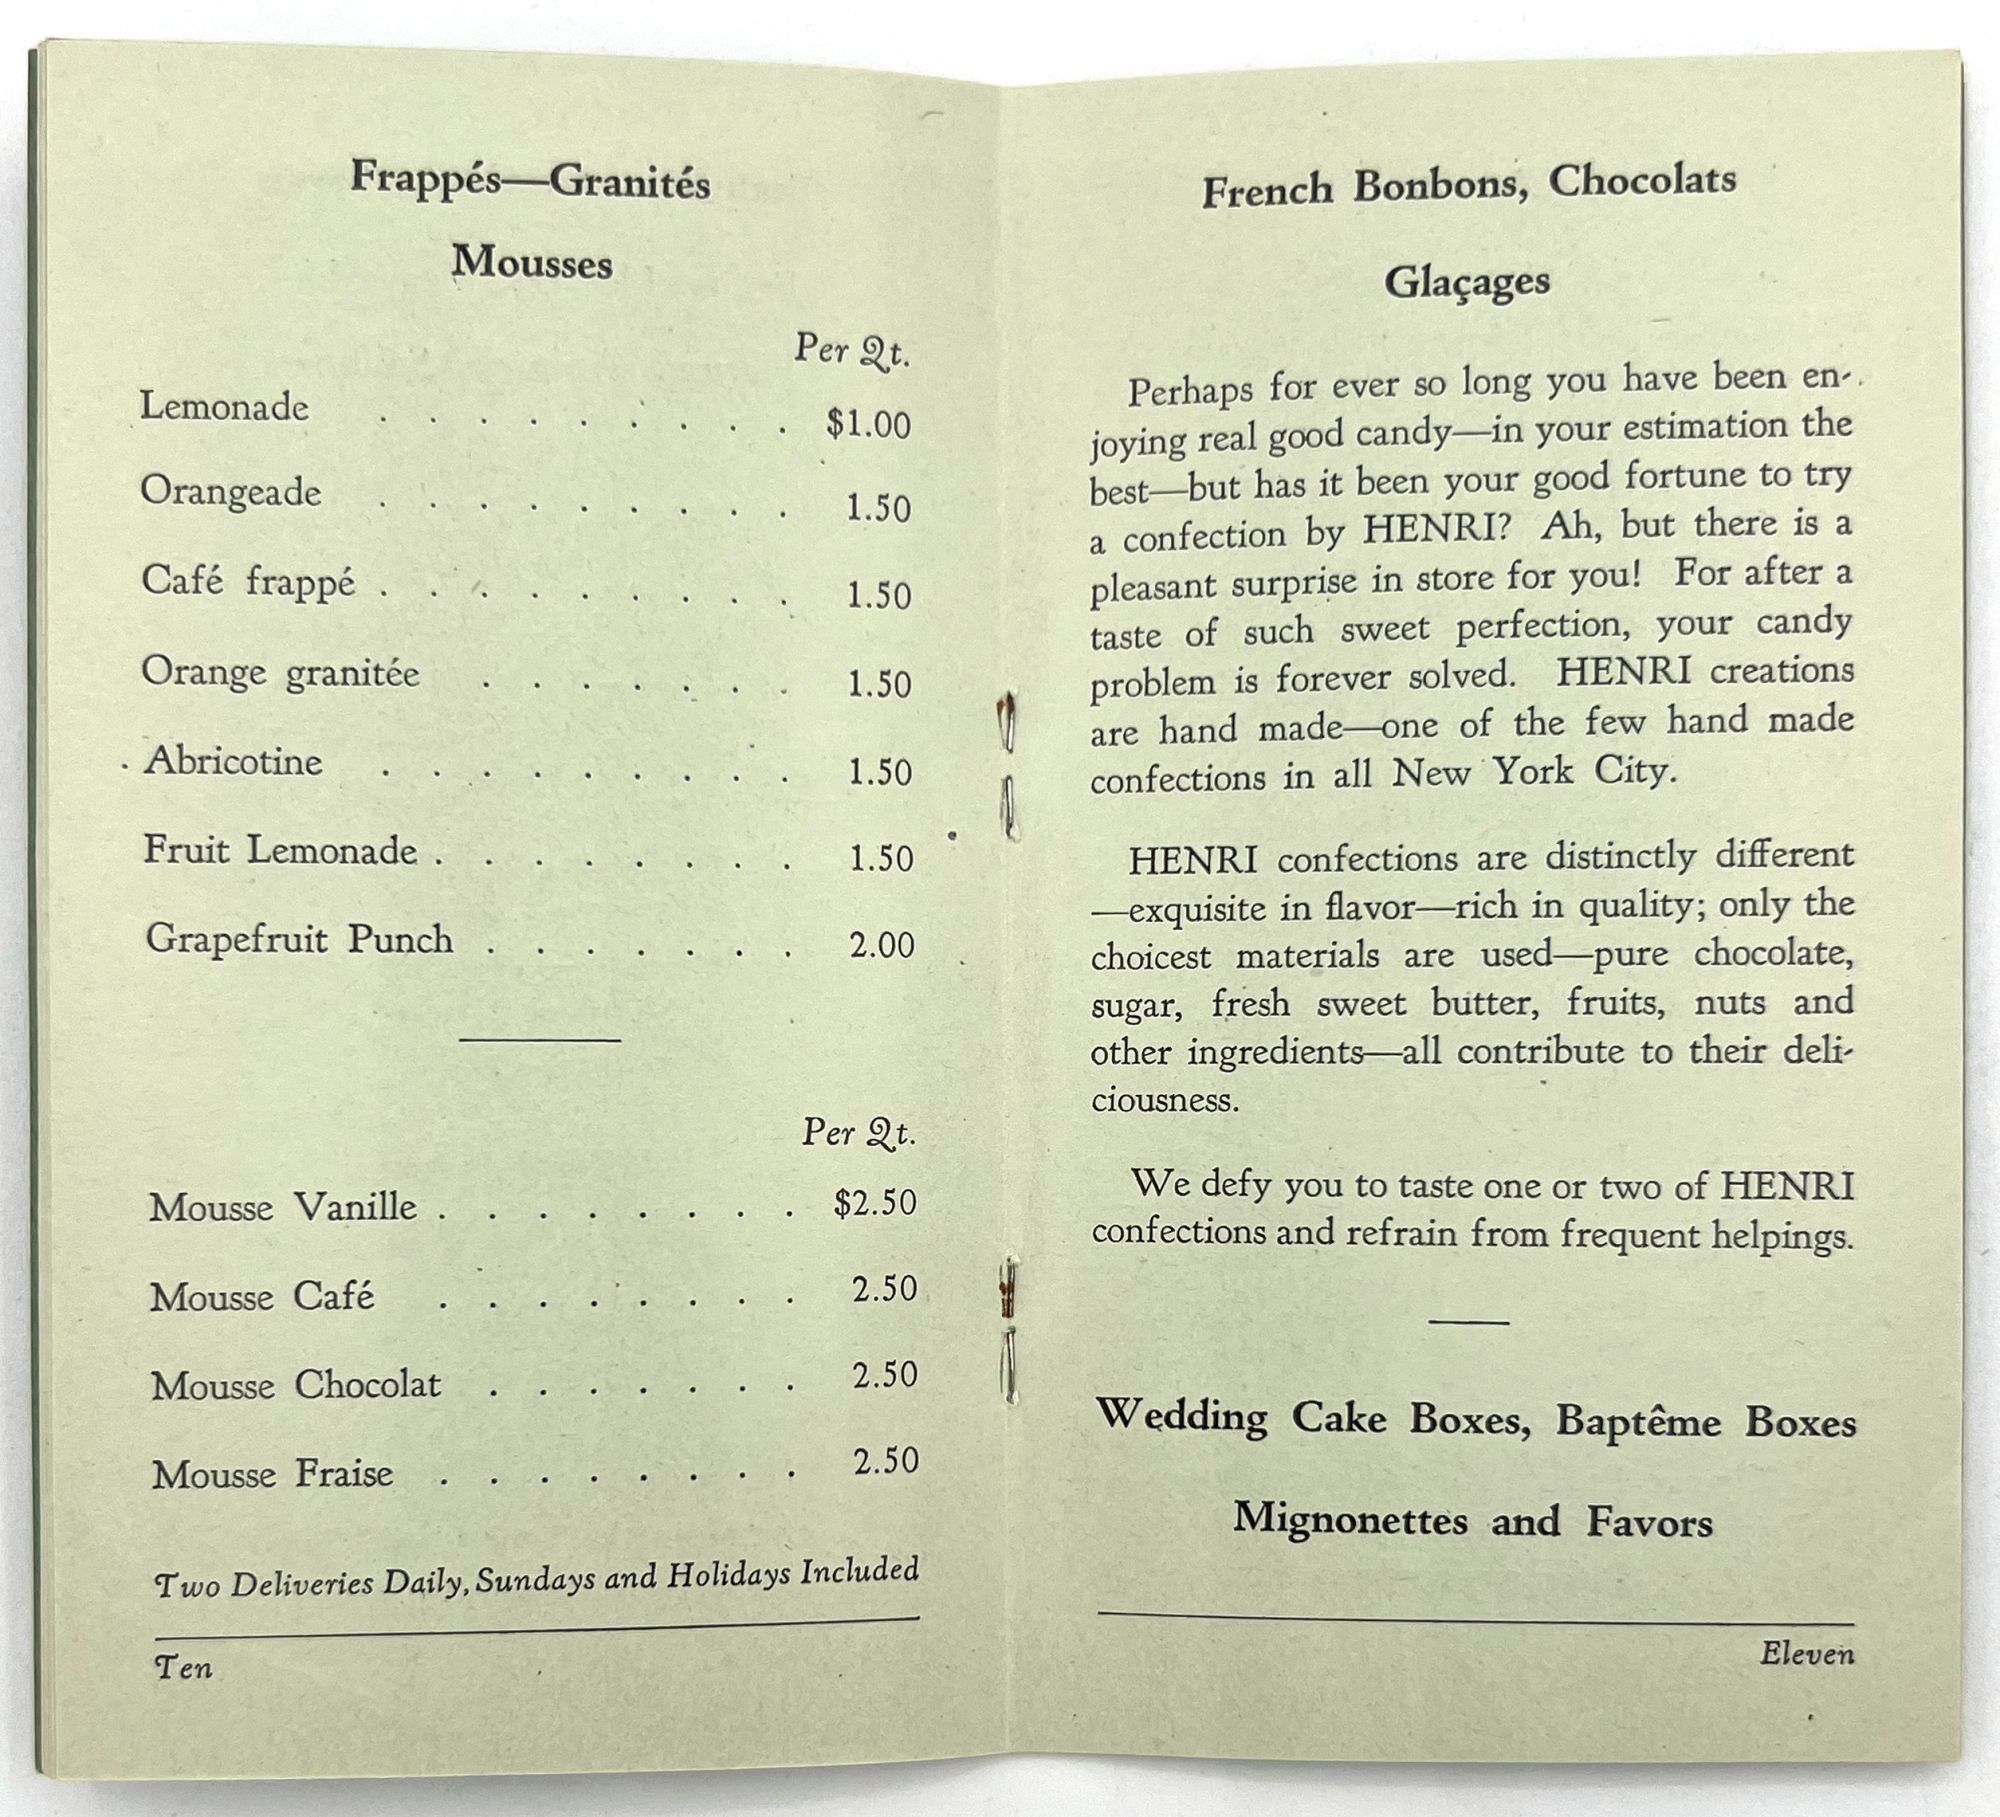 Frappés—Granités
Mousses
Per Qt.
Lemonade . . . . . . . . . $1.00
Orangeade . . . . . . . . . 1.50
Café frappé . . . . . . . . . 1.50
Orange granitée . . . . . . . 1.50
Abricotine . . . . . . . . . 1.50
Fruit Lemonade . . . . . . . . 1.50
Grapefruit Punch . . . . . . . 2.00
Per Qt.
Mousse Vanille . . . . . . . . $2.50
Mousse Café . . . . . . . . 2.50
Mousse Chocolat . . . . . . . 2.50
Mousse Fraise . . . . . . . . 2.50
Two Deliveries Daily, Sundays and Holidays Included
Ten
French Bonbons, Chocolats
Glaçages
Perhaps for ever so long you have been en-
joying real good candy—in your estimation the
best—but has it been your good fortune to try
a confection by HENRI? Ah, but there is a
pleasant surprise in store for you! For after a
taste of such sweet perfection, your candy
problem is forever solved. HENRI creations
are hand made—one of the few hand made
confections in all New York City.
HENRI confections are distinctly different
—exquisite in flavor—rich in quality; only the
choicest materials are used—pure chocolate,
sugar, fresh sweet butter, fruits, nuts and
other ingredients—all contribute to their deli-
ciousness.
We defy you to taste one or two of HENRI
confections and refrain from frequent helpings.
Wedding Cake Boxes, Baptême Boxes
Mignonettes and Favors
Eleven